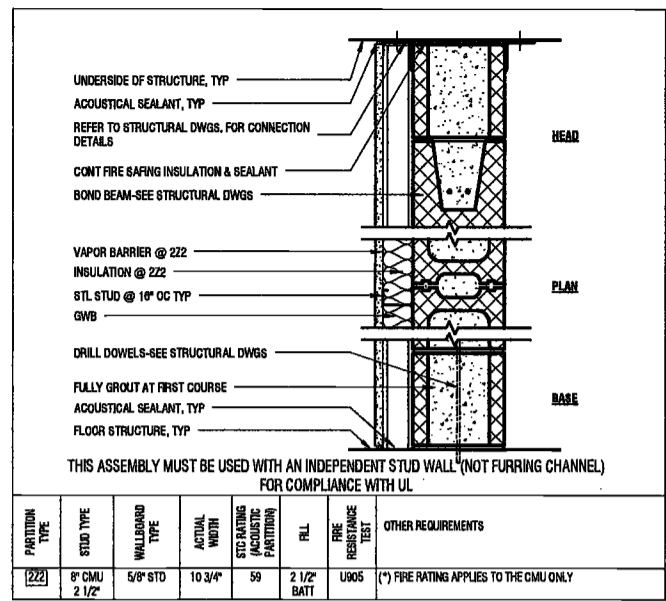 UNDERSIDE OF STRUCTURE, TYP
ACOUSTICAL SEALANT, TYP
REFER TO STRUCTURAL DWGS. FOR CONNECTION
DETAILS
HEAD
CONT FIRE SAFING INSULATION & SEALANT
BOND BEAM-SEE STRUCTURAL DWGS
VAPOR BARRIER @ 2Z2
INSULATION @ 2Z2
STL STUD @ 16" OC TYP
PLAN
GWB
DRILL DOWELS-SEE STRUCTURAL DWGS
FULLY GROUT AT FIRST COURSE
BASE
ACOUSTICAL SEALANT, TYP
FLOOR STRUCTURE, TYP
THIS ASSEMBLY MUST BE USED WITH AN INDEPENDENT STUD WALL (NOT FURRING CHANNEL)
FOR COMPLIANCE WITH UL
PARTITION
TYPE
STUD TYPE
WALLBOARD
TYPE
ACTUAL
WIDTH
STC RATING
(ACOUSTIC
PARTITION)
FILL
FIRE
RESISTANCE
TEST
OTHER REQUIREMENTS
2Z2
8" CMU
2 1/2"
5/8" STD
10 3/4"
59
2 1/2"
BATT
U905
(*) FIRE RATING APPLIES TO THE CMU ONLY